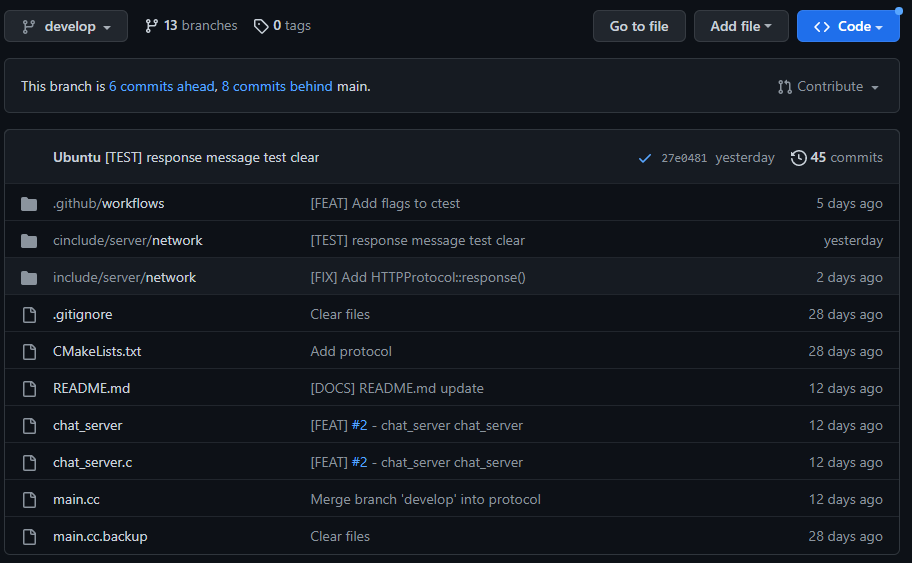 develop 13 branches 0 tags Go to file Add file Code
This branch is 6 commits ahead, 8 commits behind main. Contribute
Ubuntu [TEST] response message test clear 27e0481 yesterday 45 commits
.github/workflows [FEAT] Add flags to ctest 5 days ago
cinclude/server/network [TEST] response message test clear yesterday
include/server/network [FIX] Add HTTPProtocol::response() 2 days ago
.gitignore Clear files 28 days ago
CMakeLists.txt Add protocol 28 days ago
README.md [DOCS] README.md update 12 days ago
chat_server [FEAT] #2 - chat_server chat_server 12 days ago
chat_server.c [FEAT] #2 - chat_server chat_server 12 days ago
main.cc Merge branch 'develop' into protocol 12 days ago
main.cc.backup Clear files 28 days ago